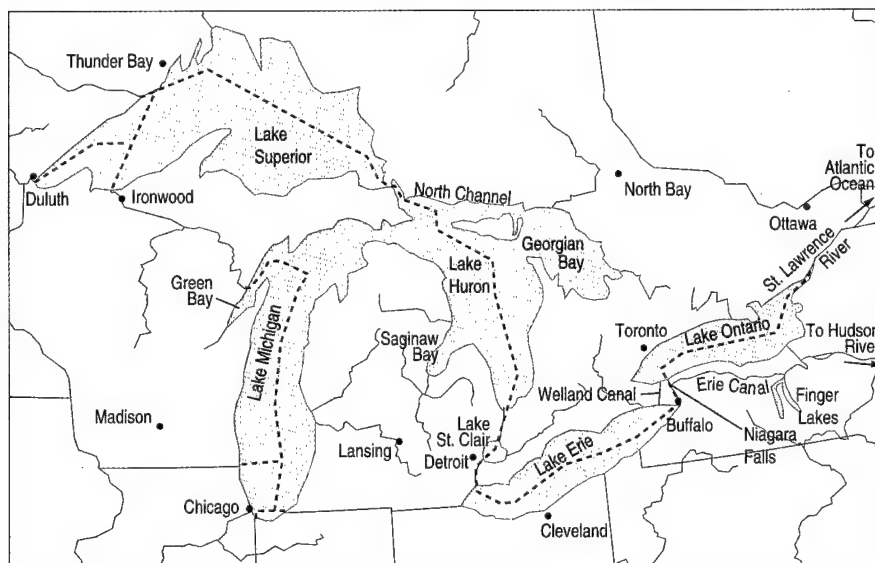 Thunder Bay
Lake
Superior
To
Atlantic
Ocean
Duluth
Ironwood
North Channel
North Bay
Ottawa
Georgian
Bay
St. Lawrence
River
Green
Bay
Lake
Huron
Lake Michigan
Saginaw
Bay
Toronto
Lake Ontario
To Hudson
River
Welland Canal
Erie Canal
Finger
Lakes
Madison
Lansing
Lake
St. Clair
Detroit
Lake Erie
Buffalo
Niagara
Falls
Chicago
Cleveland